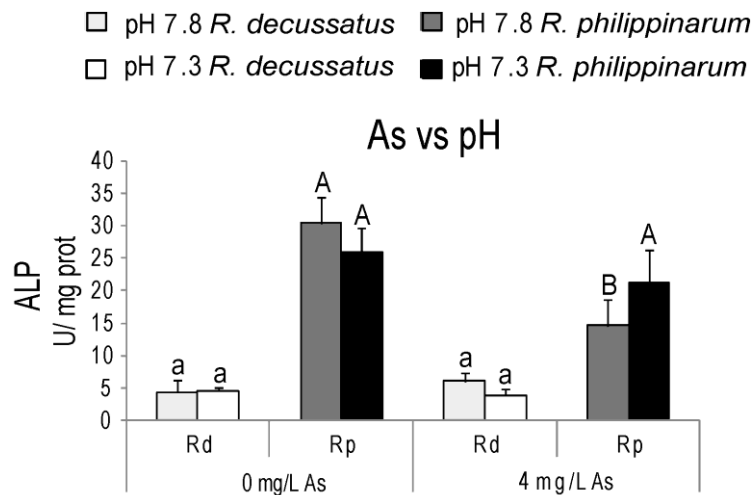 pH 7.8 R. decussatus pH 7.8 R. philippinarum
pH 7.3 R. decussatus pH 7.3 R. philippinarum
As vs pH
ALP
U/ mg prot
40
35
30
25
20
15
10
5
0
a a A A a a B A
Rd Rp Rd Rp
0 mg/L As 4 mg/L As